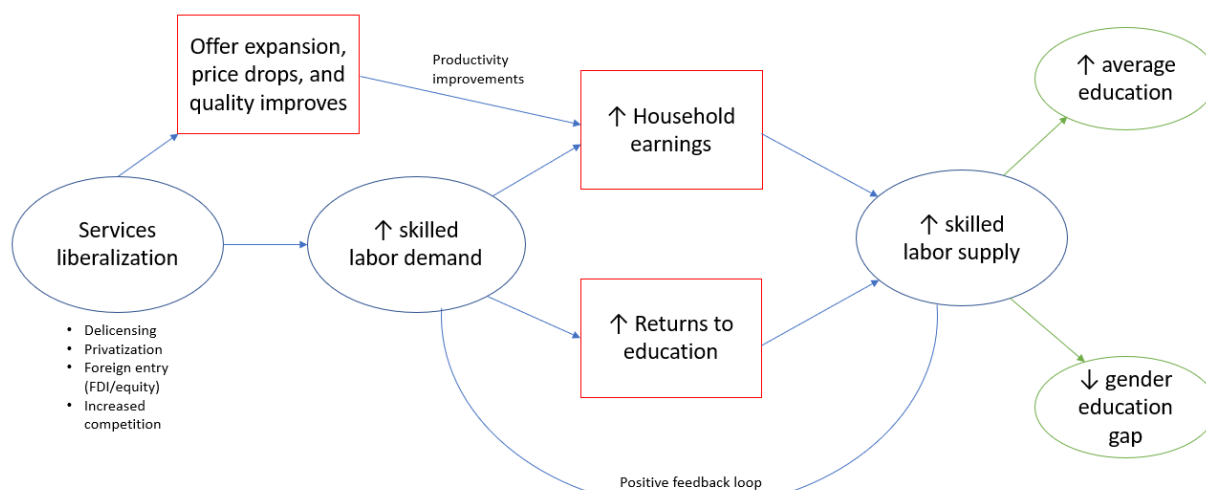 Offer expansion,
price drops, and
quality improves
Productivity
improvements
↑ Household
earnings
↑ average
education
Services
liberalization
↑ skilled
labor demand
↑ skilled
labor supply
• Delicensing
• Privatization
• Foreign entry
(FDI/equity)
• Increased
competition
↑ Returns to
education
↓ gender
education
gap
Positive feedback loop